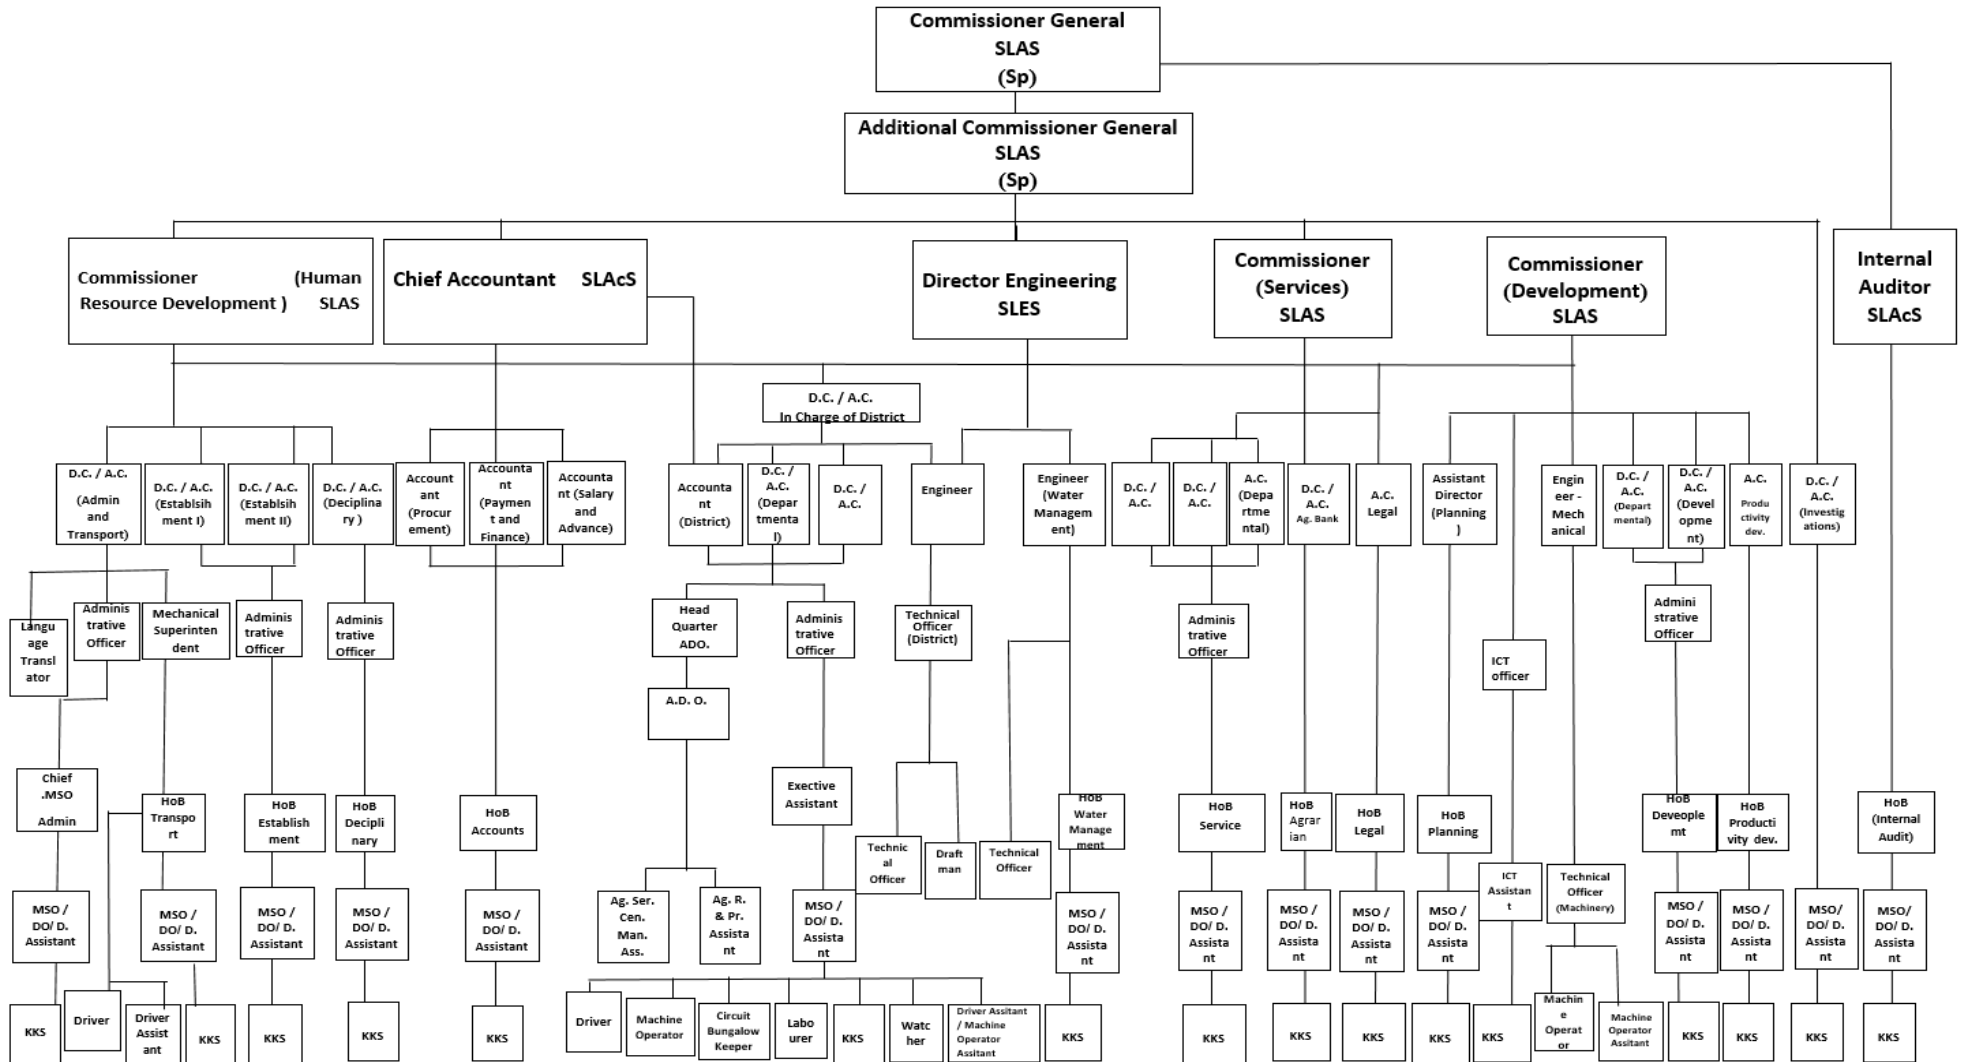 Commissioner General
SLAS
(Sp)
Additional Commissioner General
SLAS
(Sp)
Commissioner (Human
Resource Development ) SLAS
Chief Accountant SLAcS
Director Engineering
SLES
Commissioner
(Services)
SLAS
Commissioner
(Development)
SLAS
Internal
Auditor
SLAcS
D.C. / A.C.
In Charge of District
D.C. / A.C.
(Admin
and
Transport)
D.C. / A.C.
(Establsih
ment I)
D.C. / A.C.
(Establsih
ment II)
D.C. / A.C.
(Deciplina
ry )
Account
ant
(Procur
ement)
Accounta
nt
(Paymen
t and
Finance)
Accounta
nt (Salary
and
Advance)
Accounta
nt
(District)
D.C. /
A.C.
(Depar
tmenta
l)
D.C. /
A.C.
Engineer
Engineer
(Water
Managem
ent)
D.C. /
A.C.
D.C. /
A.C.
A.C.
(Depa
rtme
ntal)
D.C. /
A.C.
Ag. Bank
A.C.
Legal
Assistant
Director
(Planning
)
Engin
eer -
Mech
anical
D.C. /
A.C.
(Depart
mental)
D.C. /
A.C.
(Devel
opme
nt)
A.C.
Produ
ctivity
dev.
D.C. /
A.C.
(Investig
ations)
Langu
age
Transl
ator
Adminis
trative
Officer
Mechanical
Superinten
dent
Adminis
trative
Officer
Adminis
trative
Officer
Head
Quarter
ADO.
Adminis
trative
Officer
Technical
Officer
(District)
Adminis
trative
Officer
ICT
officer
Admini
strative
Officer
A.D. O.
Chief
.MSO
Admin
HoB
Transpo
rt
HoB
Establish
ment
HoB
Decipli
nary
HoB
Accounts
Exective
Assistant
Technic
al
Officer
Draft
man
Technical
Officer
HoB
Water
Manage
ment
HoB
Service
HoB
Agrar
ian
HoB
Legal
HoB
Planning
HoB
Deveople
mt
HoB
Producti
vity dev.
HoB
(Internal
Audit)
MSO /
DO/ D.
Assistant
MSO /
DO/ D.
Assistant
MSO /
DO/ D.
Assistant
MSO /
DO/ D.
Assistant
MSO /
DO/ D.
Assistant
Ag. Ser.
Cen.
Man.
Ass.
Ag. R.
& Pr.
Assista
nt
MSO /
DO/ D.
Assista
nt
MSO /
DO/ D.
Assista
nt
MSO /
DO/ D.
Assista
nt
MSO /
DO/ D.
Assista
nt
MSO /
DO/ D.
Assista
nt
MSO /
DO/ D.
Assista
nt
ICT
Assistan
t
Technical
Officer
(Machinery)
MSO /
DO/ D.
Assista
nt
MSO /
DO/ D.
Assista
nt
MSO/
DO/ D.
Assista
nt
MSO/
DO/ D.
Assista
nt
KKS
Driver
Driver
Assist
ant
KKS
KKS
KKS
KKS
Driver
Machine
Operator
Circuit
Bungalow
Keeper
Labo
urer
KKS
Watc
her
Driver Assitant
/ Machine
Operator
Assitant
KKS
KKS
KKS
KKS
KKS
KKS
Machin
e
Operat
or
Machine
Operator
Assitant
KKS
KKS
KKS
KKS